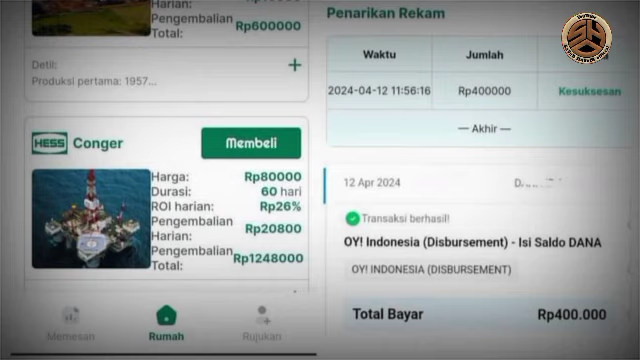 Harian:
Pengembalian
Total:
Rp600000
Detil:
Produksi pertama: 1957...
+
HESS
Conger
Membeli
Harga:
Rp80000
Durasi:
60 hari
ROI harian:
Rp26%
Pengembalian
Harian:
Rp20800
Pengembalian
Total:
Rp1248000
Memesan
Rumah
Rujukan
Penarikan Rekam
Waktu
Jumlah
2024-04-12 11:56:16
Rp400000
Kesuksesan
— Akhir —
12 Apr 2024
Transaksi berhasil!
OY! Indonesia (Disbursement) - Isi Saldo DANA
OY! INDONESIA (DISBURSEMENT)
Total Bayar
Rp400.000